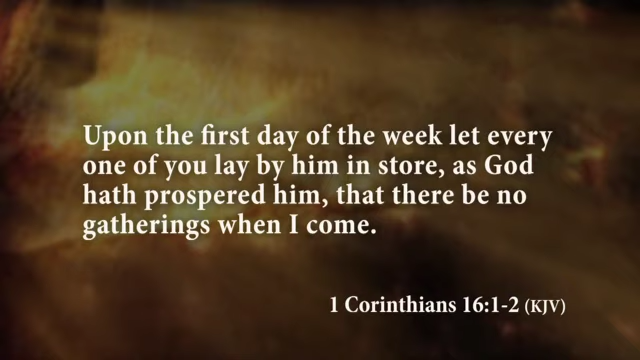 Upon the first day of the week let every
one of you lay by him in store, as God
hath prospered him, that there be no
gatherings when I come.
1 Corinthians 16:1-2 (KJV)